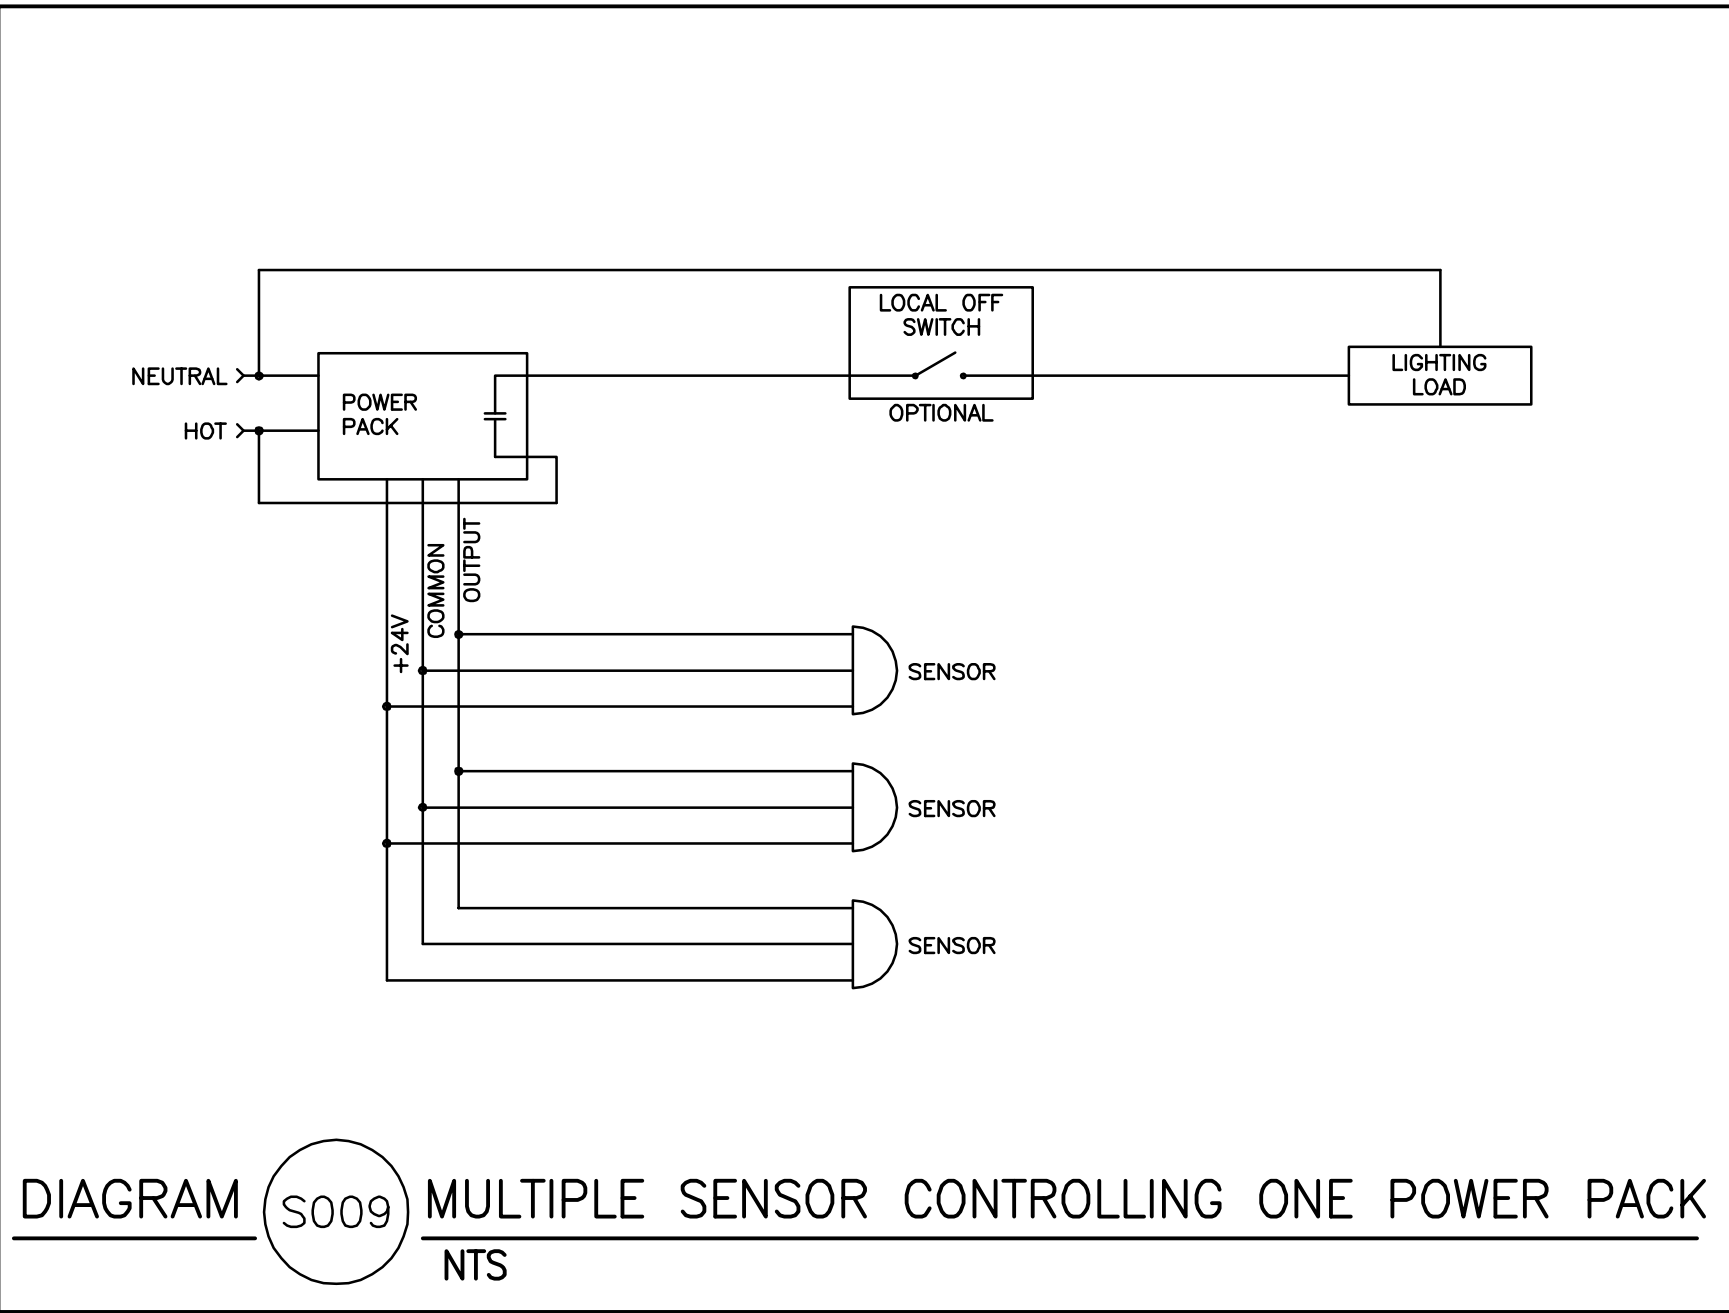 LOCAL OFF
SWITCH
OPTIONAL
LIGHTING
LOAD
NEUTRAL
HOT
POWER
PACK
+24V
COMMON
OUTPUT
SENSOR
SENSOR
SENSOR
DIAGRAM S009 MULTIPLE SENSOR CONTROLLING ONE POWER PACK
NTS